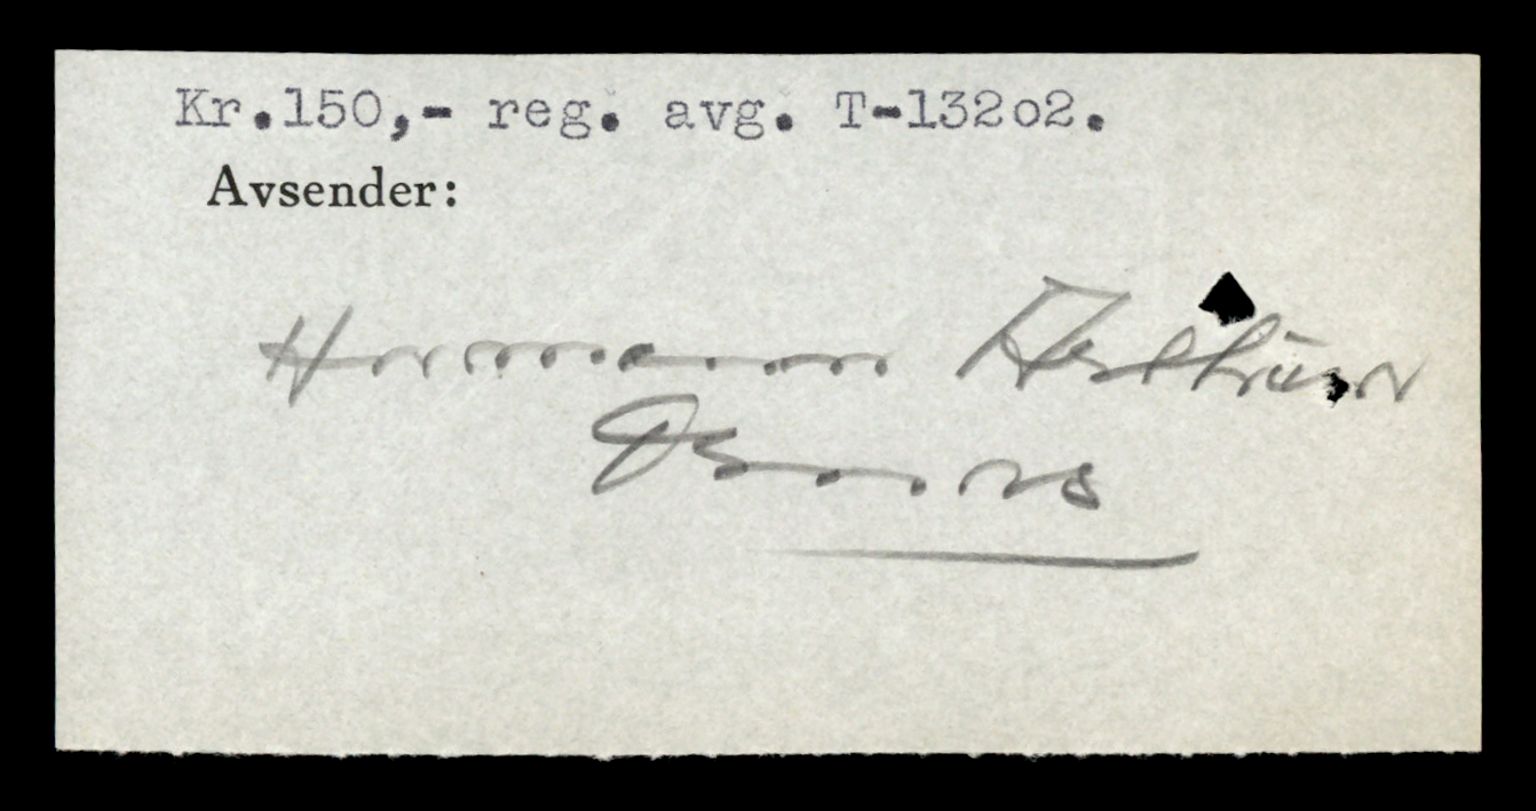 Kr.150,- reg. avg. T-132o2.
Avsender:
Hermann